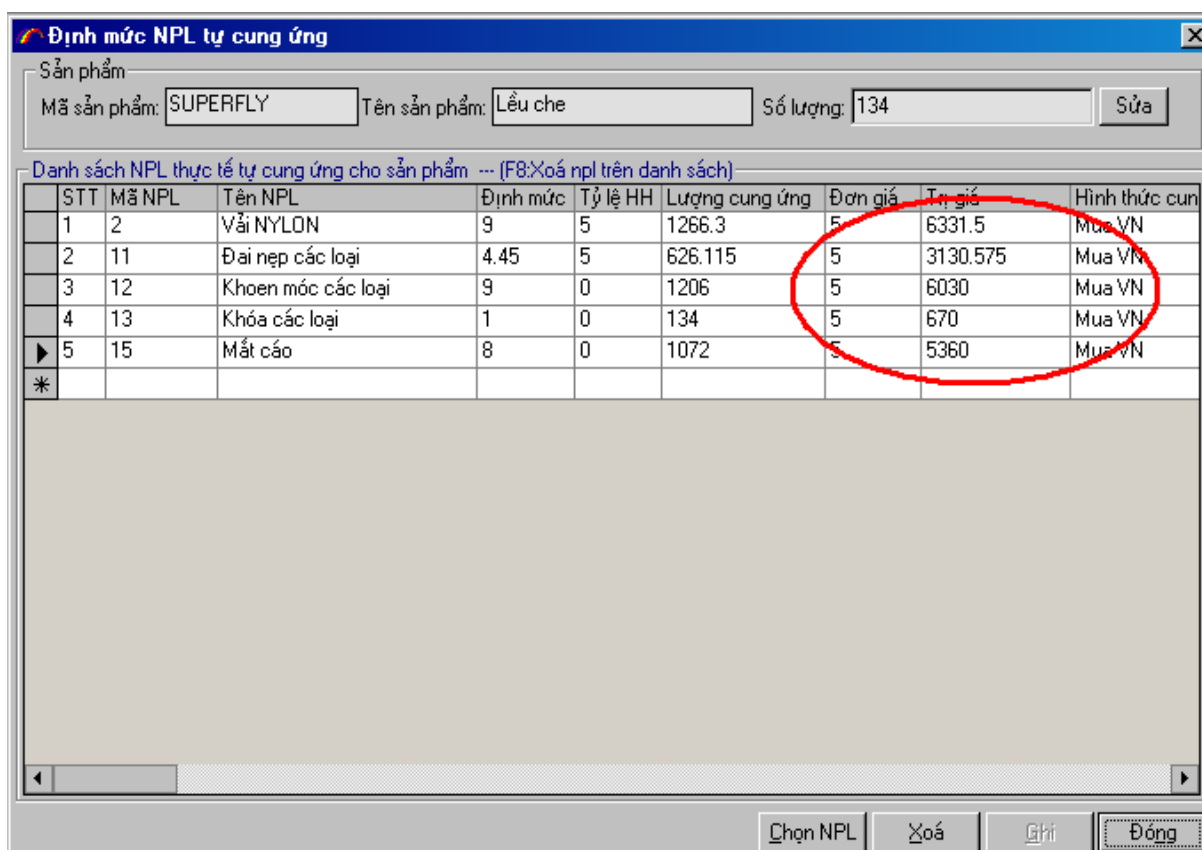 Định mức NPL tự cung ứng
Sản phẩm
Mã sản phẩm: SUPERFLY Tên sản phẩm: Lều che Số lượng: 134 Sửa
Danh sách NPL thực tế tự cung ứng cho sản phẩm --- (F8:Xoá npl trên danh sách)
STT Mã NPL Tên NPL Định mức Tỷ lệ HH Lượng cung ứng Đơn giá Trị giá Hình thức cun
1 2 Vải NYLON 9 5 1266.3 5 6331.5 Mua VN
2 11 Đai nẹp các loại 4.45 5 626.115 5 3130.575 Mua VN
3 12 Khoen móc các loại 9 0 1206 5 6030 Mua VN
4 13 Khóa các loại 1 0 134 5 670 Mua VN
5 15 Mắt cáo 8 0 1072 5 5360 Mua VN
Chọn NPL Xoá Ghi Đóng